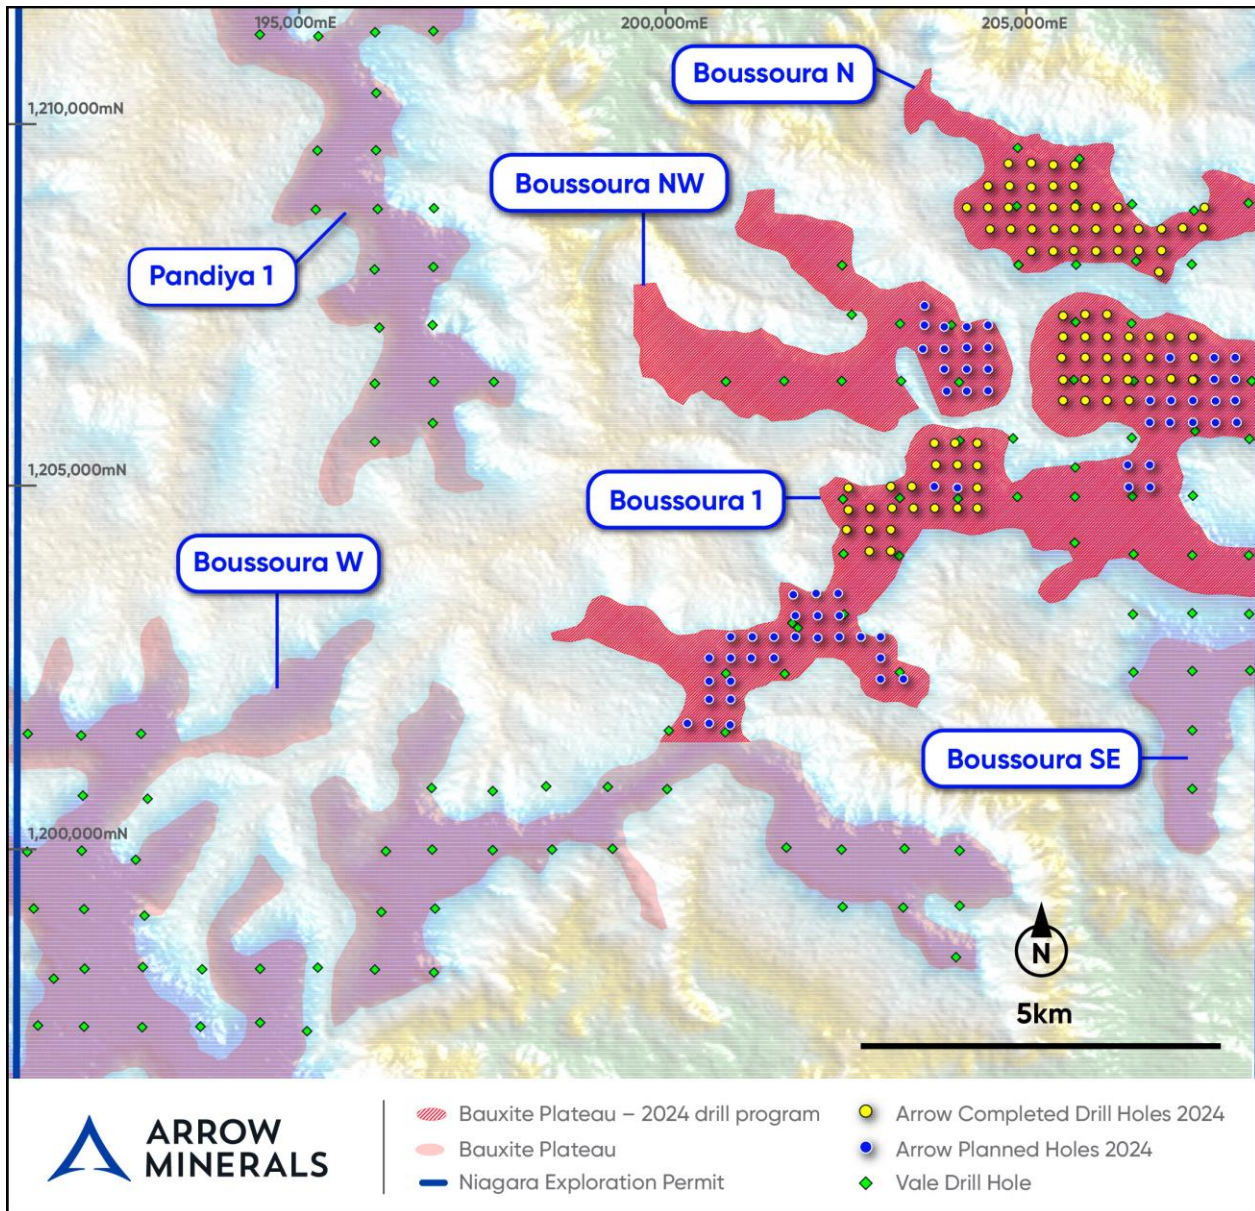 195,000mE
200,000mE
205,000mE
Boussoura N
1,210,000mN
Boussoura NW
Pandiya 1
1,205,000mN
Boussoura 1
Boussoura W
Boussoura SE
1,200,000mN
N
5km
ARROW
MINERALS
Bauxite Plateau – 2024 drill program
Bauxite Plateau
Niagara Exploration Permit
Arrow Completed Drill Holes 2024
Arrow Planned Holes 2024
Vale Drill Hole